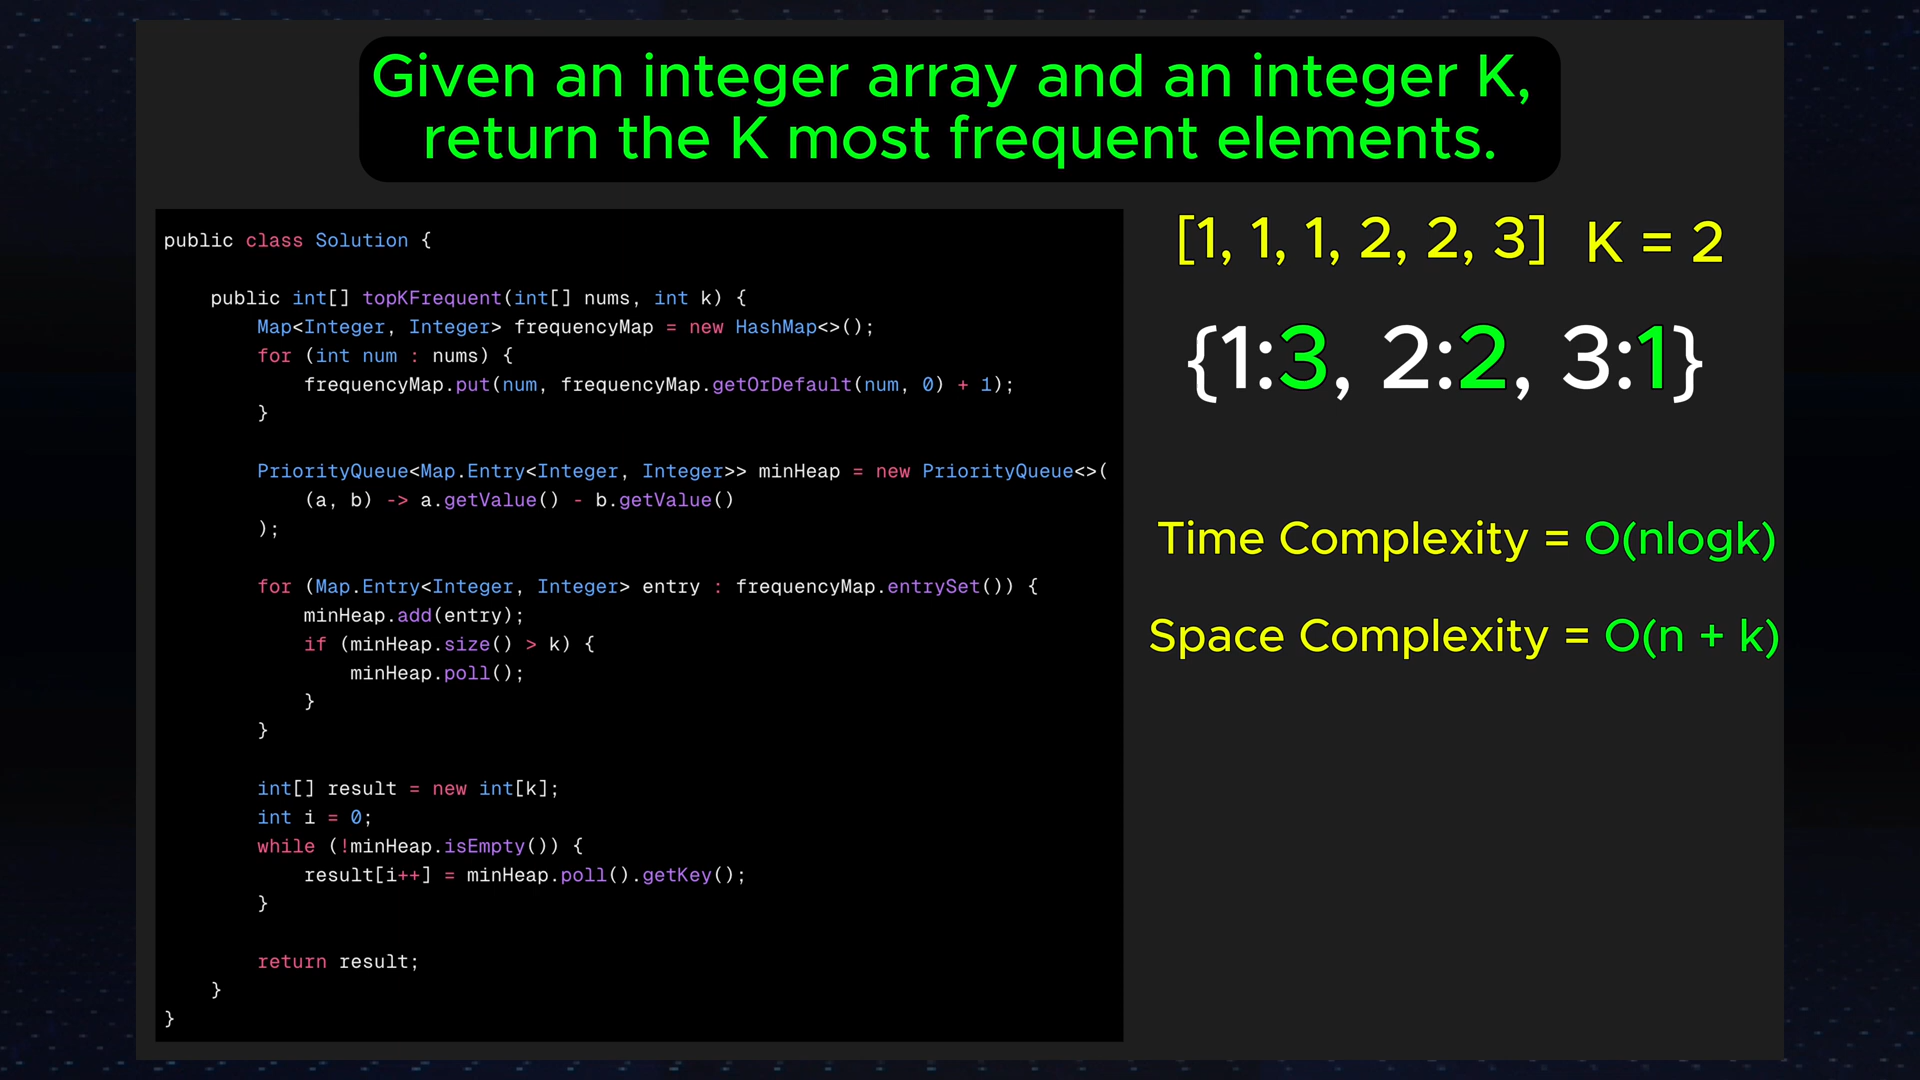 Given an integer array and an integer K,
return the K most frequent elements.
public class Solution {
    public int[] topKFrequent(int[] nums, int k) {
        Map<Integer, Integer> frequencyMap = new HashMap<>();
        for (int num : nums) {
            frequencyMap.put(num, frequencyMap.getOrDefault(num, 0) + 1);
        }
        PriorityQueue<Map.Entry<Integer, Integer>> minHeap = new PriorityQueue<>(
            (a, b) -> a.getValue() - b.getValue()
        );
        for (Map.Entry<Integer, Integer> entry : frequencyMap.entrySet()) {
            minHeap.add(entry);
            if (minHeap.size() > k) {
                minHeap.poll();
            }
        }
        int[] result = new int[k];
        int i = 0;
        while (!minHeap.isEmpty()) {
            result[i++] = minHeap.poll().getKey();
        }
        return result;
    }
}
[1, 1, 1, 2, 2, 3] K = 2
{1:3, 2:2, 3:1}
Time Complexity = O(nlogk)
Space Complexity = O(n + k)